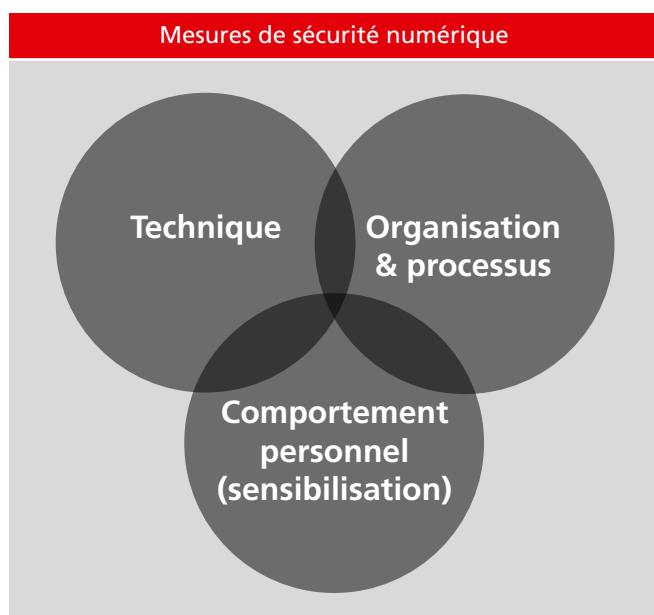 Mesures de sécurité numérique
Technique
Organisation
& processus
Comportement
personnel
(sensibilisation)